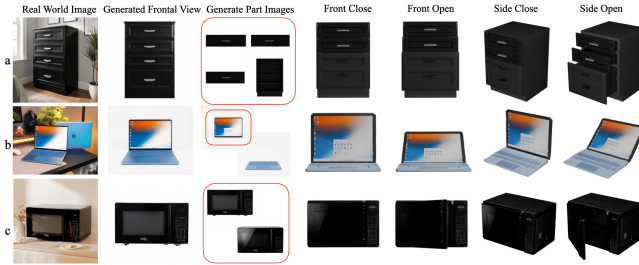 Real World Image Generated Frontal View Generate Part Images Front Close Front Open Side Close Side Open
a
b
c